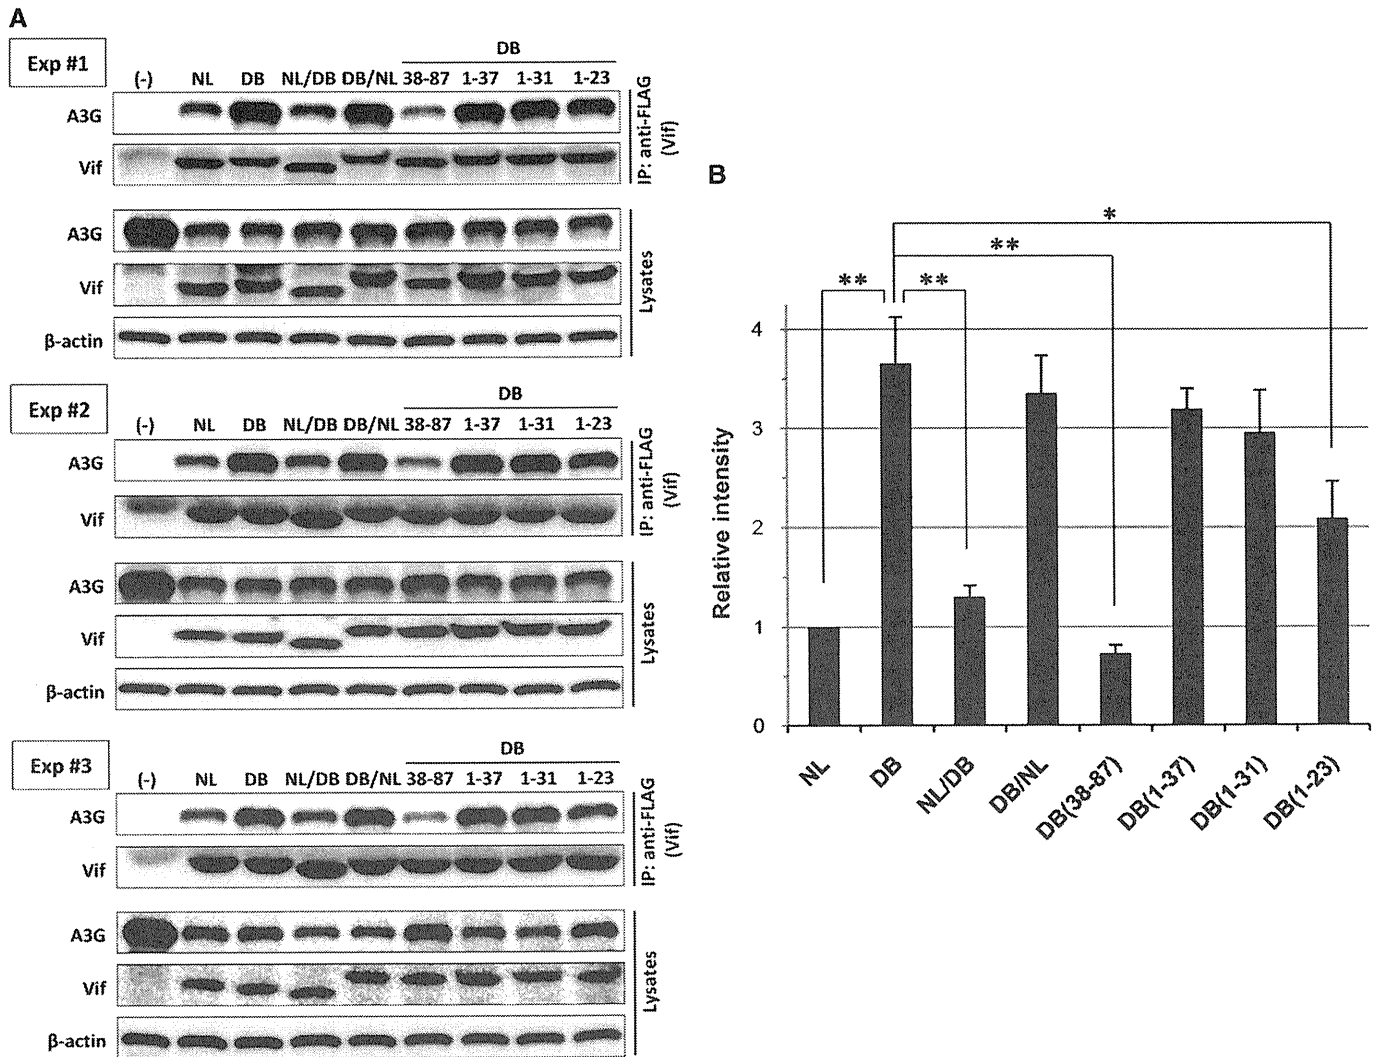 A
Exp #1
DB
(-) NL DB NL/DB DB/NL 38-87 1-37 1-31 1-23
A3G
Vif
IP: anti-FLAG
(Vif)
A3G
Vif
β-actin
Lysates
Exp #2
DB
(-) NL DB NL/DB DB/NL 38-87 1-37 1-31 1-23
A3G
Vif
IP: anti-FLAG
(Vif)
A3G
Vif
β-actin
Lysates
Exp #3
DB
(-) NL DB NL/DB DB/NL 38-87 1-37 1-31 1-23
A3G
Vif
IP: anti-FLAG
(Vif)
A3G
Vif
β-actin
Lysates
B
*
**
** **
4
3
2
1
0
Relative intensity
NL DB NL/DB DB/NL DB(38-87) DB(1-37) DB(1-31) DB(1-23)